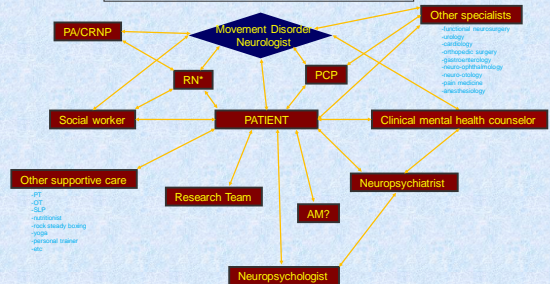 PA/CRNP
Movement Disorder
Neurologist
Other specialists
-functional neurosurgery
-urology
-cardiology
-orthopedic surgery
-gastroenterology
-neuro-ophthalmology
-neuro-otology
-pain medicine
-anesthesiology
RN*
PCP
Social worker
PATIENT
Clinical mental health counselor
Other supportive care
-PT
-OT
-SLP
-nutritionist
-rock steady boxing
-yoga
-personal trainer
-etc
Research Team
AM?
Neuropsychiatrist
Neuropsychologist